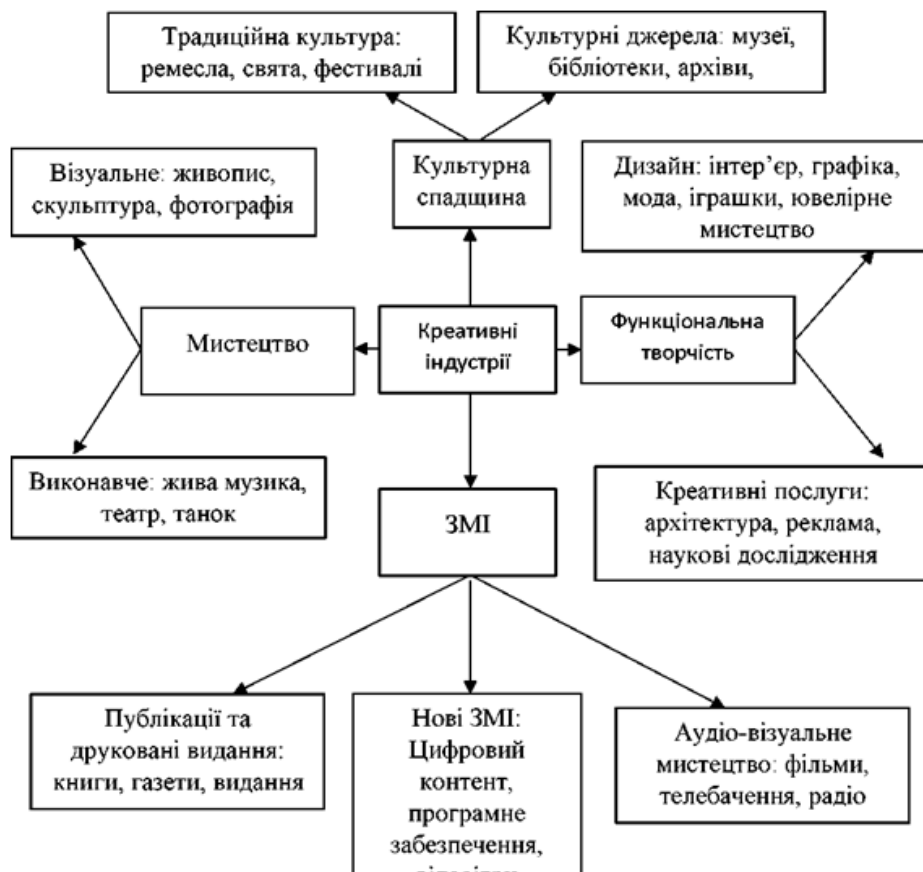 Традиційна культура:
ремесла, свята, фестивалі
Культурні джерела: музеї,
бібліотеки, архіви,
Візуальне: живопис,
скульптура, фотографія
Культурна
спадщина
Дизайн: інтер’єр, графіка,
мода, іграшки, ювелірне
мистецтво
Мистецтво
Креативні
індустрії
Функціональна
творчість
Виконавче: жива музика,
театр, танок
ЗМІ
Креативні послуги:
архітектура, реклама,
наукові дослідження
Публікації та
друковані видання:
книги, газети, видання
Нові ЗМІ:
Цифровий
контент,
програмне
забезпечення,
Аудіо-візуальне
мистецтво: фільми,
телебачення, радіо